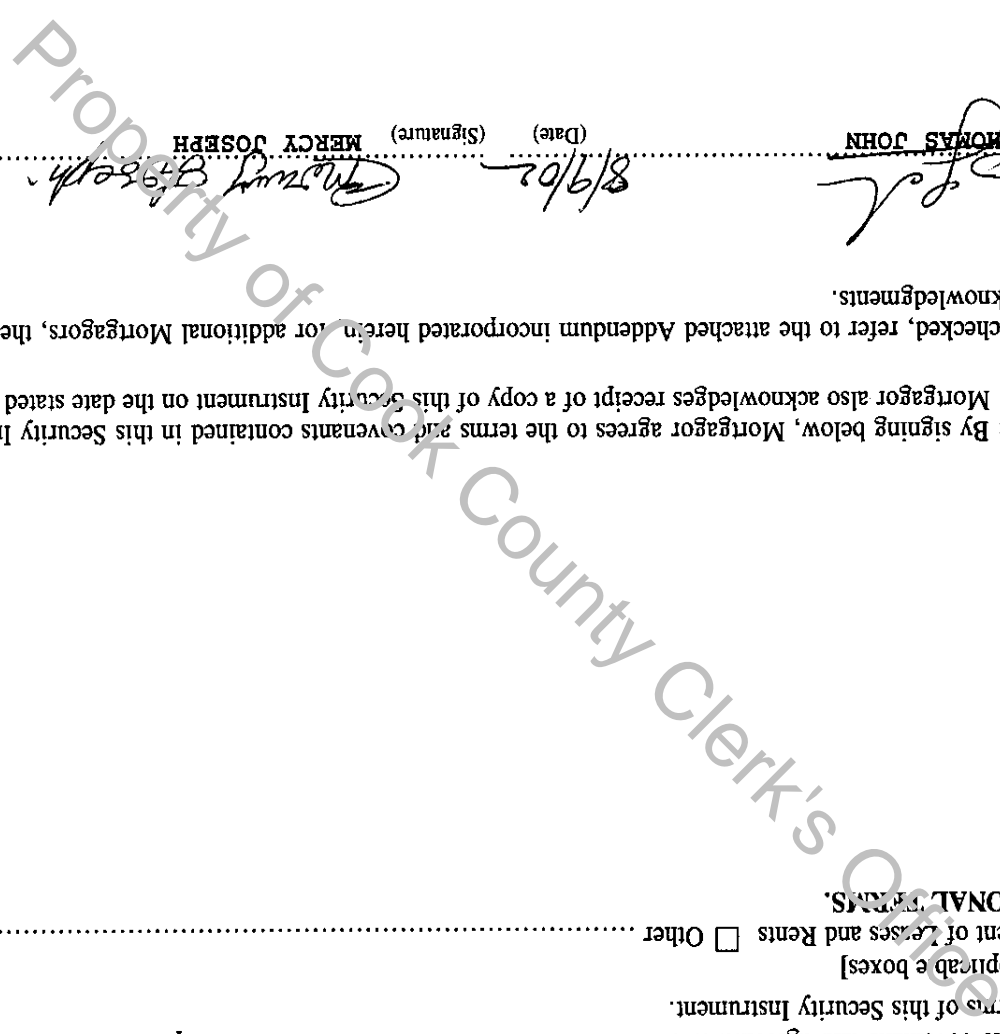 rms of this Security Instrument.
plicable boxes]
ent of Leases and Rents ☐ Other ..........
ONAL TERMS.
: By signing below, Mortgagor agrees to the terms and covenants contained in this Security I
Mortgagor also acknowledges receipt of a copy of this Security Instrument on the date stated
checked, refer to the attached Addendum incorporated herein, for additional Mortgagors, the
knowledgments.
8/9/02 Mercy Joseph
HOMAS JOHN (Date) (Signature) MERCY JOSEPH
Property of Cook County Clerk's Office